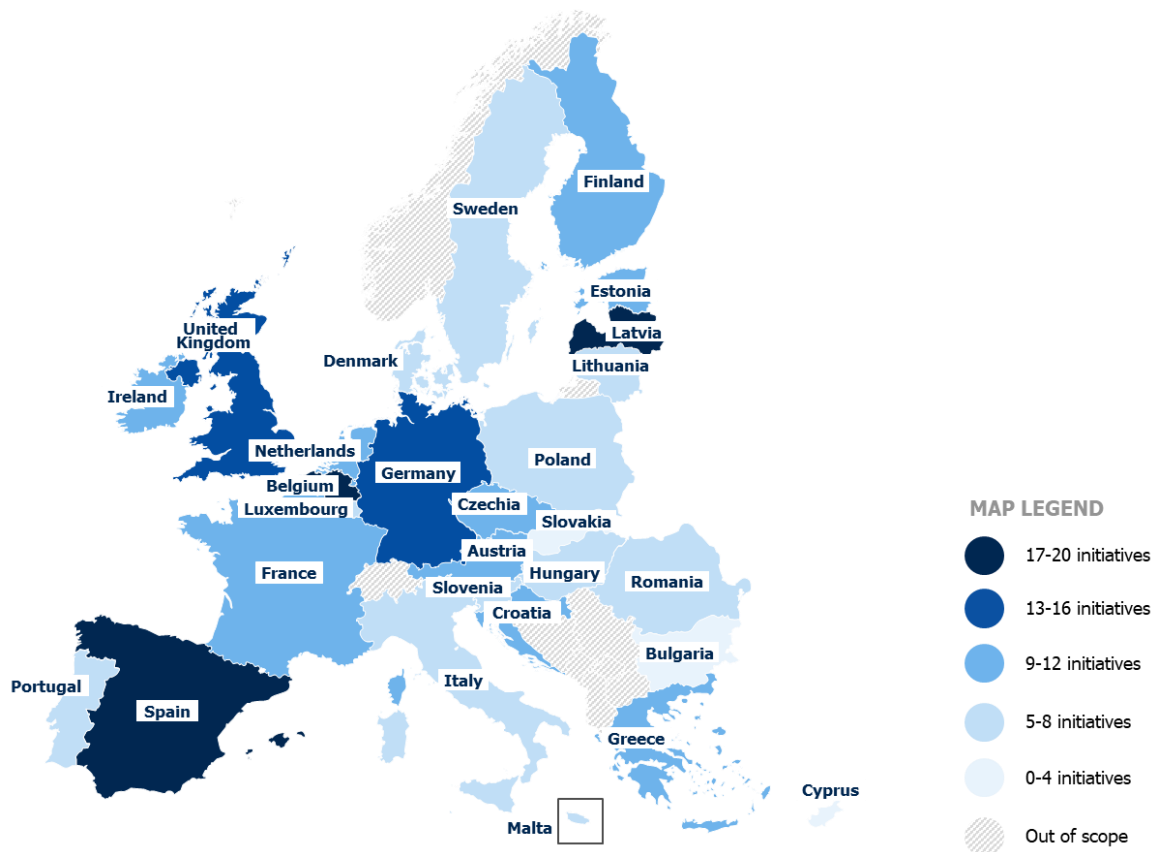 Finland
Sweden
Estonia
United
Kingdom
Latvia
Denmark
Lithuania
Ireland
Netherlands
Poland
Germany
Belgium
Czechia
Luxembourg
Slovakia
Austria
France
Hungary
Slovenia
Romania
Croatia
Bulgaria
Italy
Portugal
Spain
Greece
Cyprus
Malta
MAP LEGEND
17-20 initiatives
13-16 initiatives
9-12 initiatives
5-8 initiatives
0-4 initiatives
Out of scope